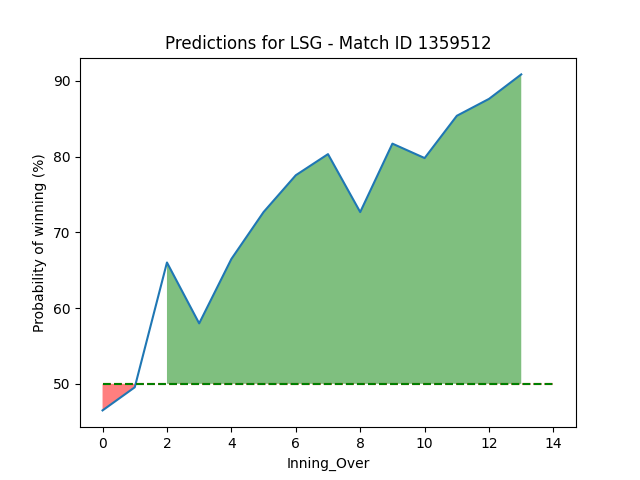 Predictions for LSG - Match ID 1359512
Probability of winning (%)
90
80
70
60
50
0 2 4 6 8 10 12 14
Inning_Over